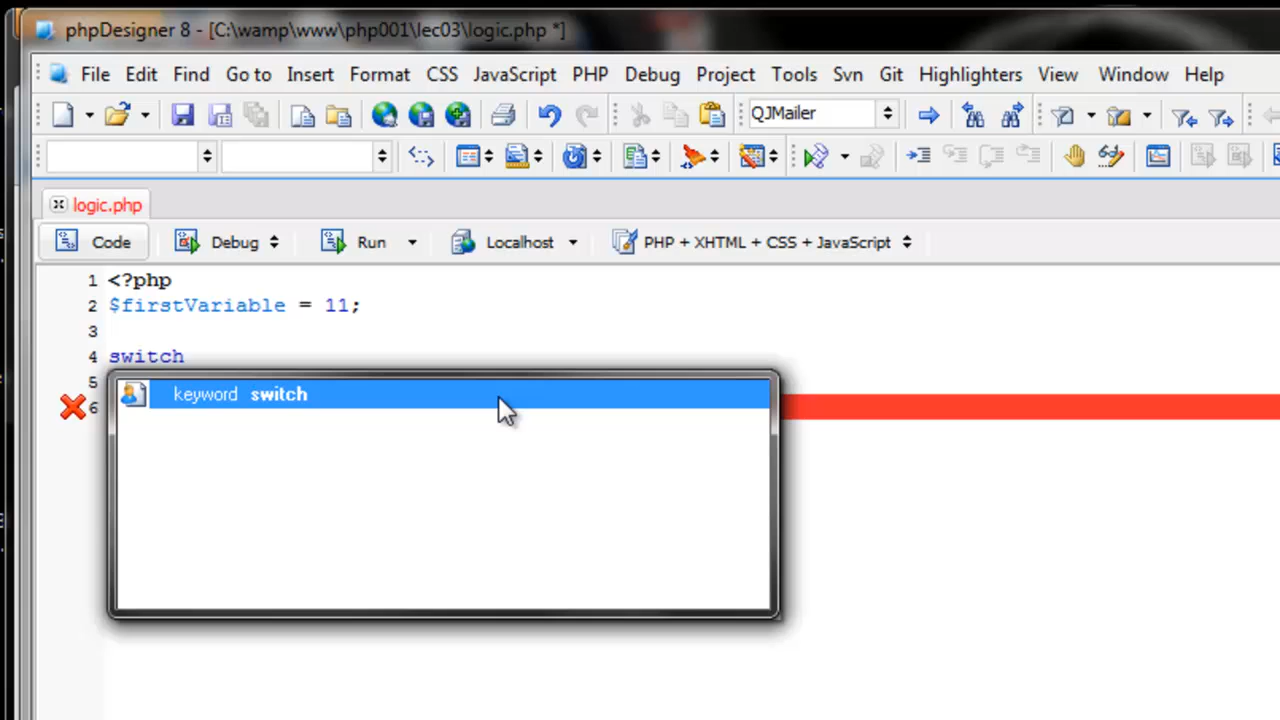 phpDesigner 8 - [C:\wamp\www\php001\lec03\logic.php *]
File Edit Find Go to Insert Format CSS JavaScript PHP Debug Project Tools Svn Git Highlighters View Window Help
QJMailer
logic.php
Code Debug Run Localhost PHP + XHTML + CSS + JavaScript
1 <?php
2 $firstVariable = 11;
3
4 switch
5
keyword switch
6